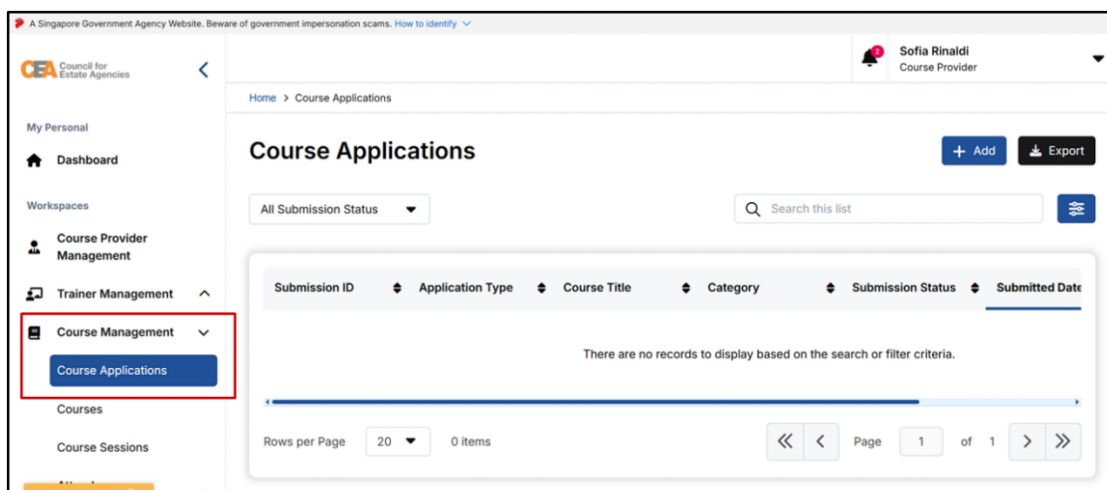 A Singapore Government Agency Website. Beware of government impersonation scams. How to identify
CEA Council for
Estate Agencies
2
Sofia Rinaldi
Course Provider
Home > Course Applications
My Personal
Dashboard
Workspaces
Course Provider
Management
Trainer Management
Course Management
Course Applications
Courses
Course Sessions
Course Applications
+ Add
Export
All Submission Status
Search this list
Submission ID Application Type Course Title Category Submission Status Submitted Date
There are no records to display based on the search or filter criteria.
Rows per Page 20 0 items
Page 1 of 1